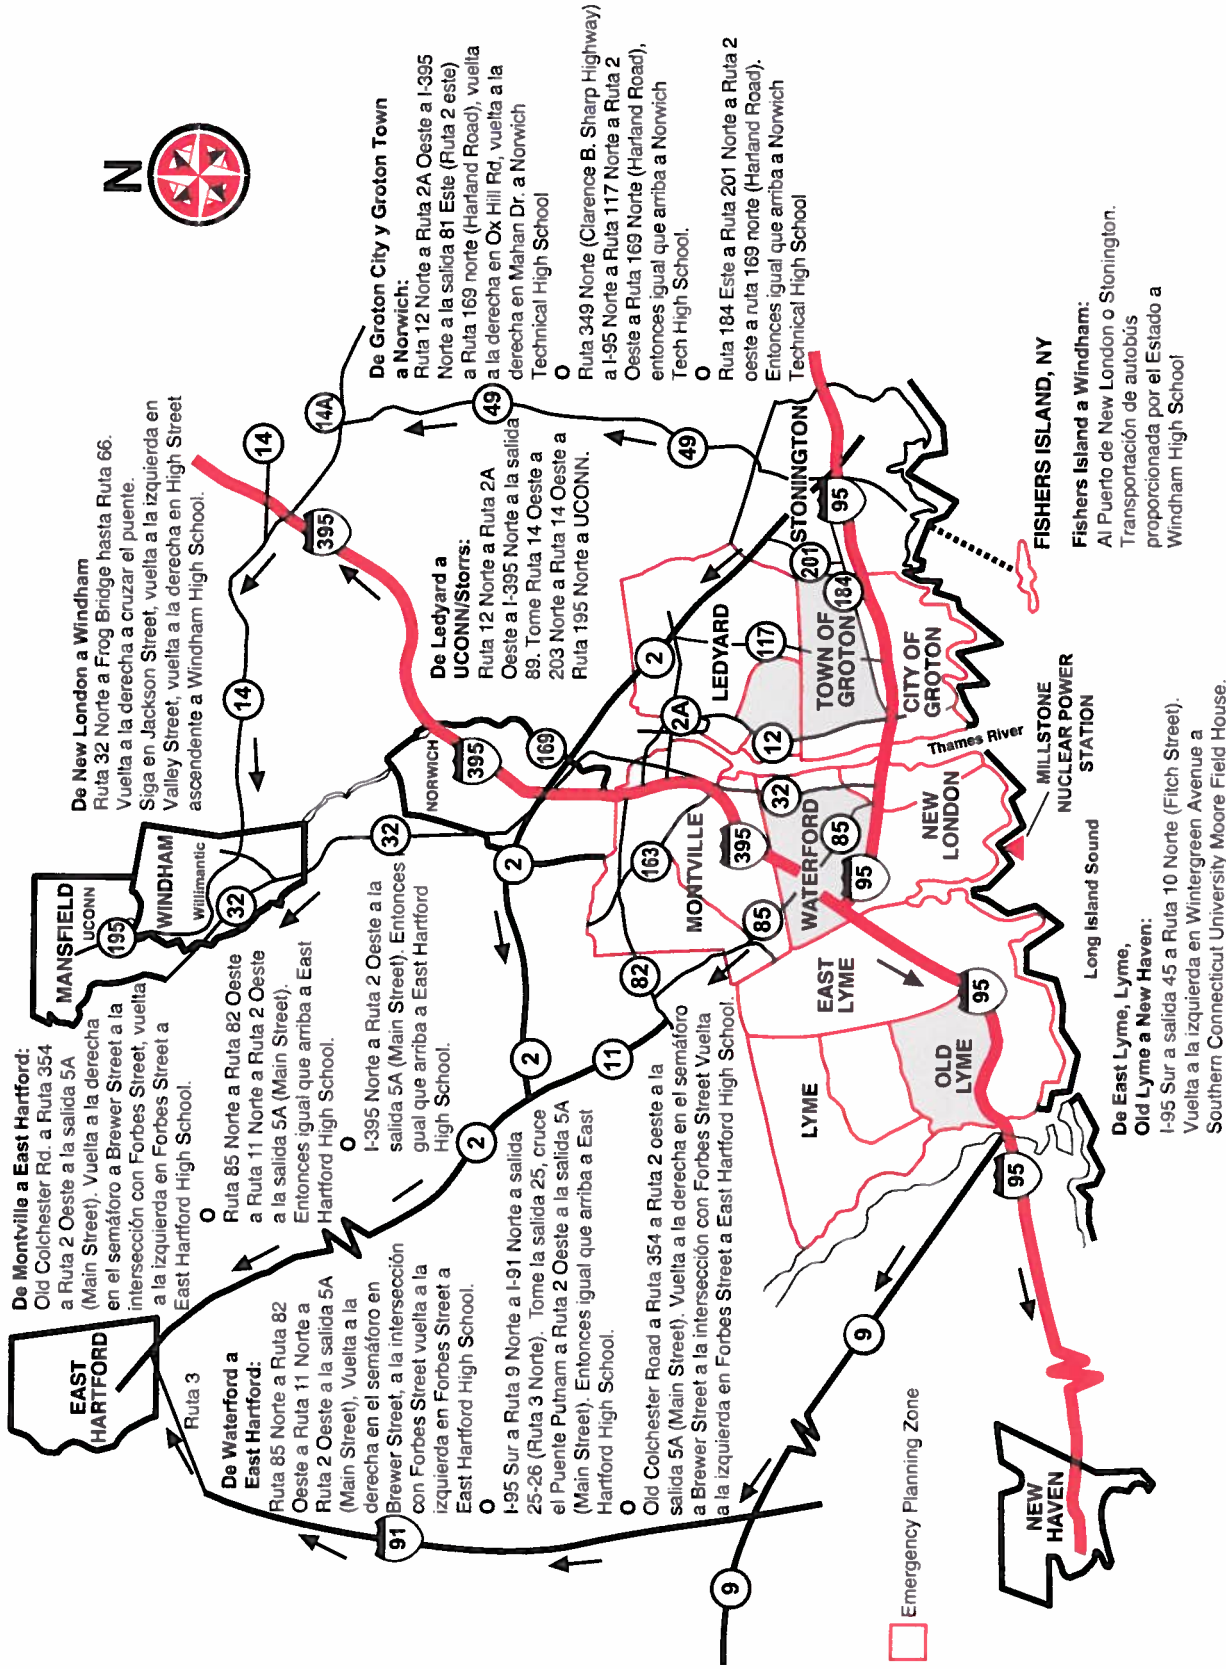 N
De Montville a East Hartford:
Old Colchester Rd. a Ruta 354
a Ruta 2 Oeste a la salida 5A
(Main Street). Vuelta a la derecha
en el semáforo a Brewer Street a la
intersección con Forbes Street, vuelta
a la izquierda en Forbes Street a
East Hartford High School.
O
Ruta 85 Norte a Ruta 82 Oeste
a Ruta 11 Norte a Ruta 2 Oeste
a la salida 5A (Main Street).
Entonces igual que arriba a East
Hartford High School.
O
I-395 Norte a Ruta 2 Oeste a la
salida 5A (Main Street). Entonces
gual que arriba a East Hartford
High School.
De New London a Windham
Ruta 32 Norte a Frog Bridge hasta Ruta 66.
Vuelta a la derecha a cruzar el puente.
Siga en Jackson Street, vuelta a la izquierda en
Valley Street, vuelta a la derecha en High Street
ascendente a Windham High School.
De Groton City y Groton Town
a Norwich:
Ruta 12 Norte a Ruta 2A Oeste a I-395
Norte a la salida 81 Este (Ruta 2 este)
a Ruta 169 norte (Harland Road), vuelta
a la derecha en Ox Hill Rd, vuelta a la
derecha en Mahan Dr. a Norwich
Technical High School
O
Ruta 349 Norte (Clarence B. Sharp Highway)
a I-95 Norte a Ruta 117 Norte a Ruta 2
Oeste a Ruta 169 Norte (Harland Road),
entonces igual que arriba a Norwich
Tech High School.
O
Ruta 184 Este a Ruta 201 Norte a Ruta 2
oeste a ruta 169 norte (Harland Road).
Entonces igual que arriba a Norwich
Technical High School
De Ledyard a
UCONN/Storrs:
Ruta 12 Norte a Ruta 2A
Oeste a I-395 Norte a la salida
89. Tome Ruta 14 Oeste a
203 Norte a Ruta 14 Oeste a
Ruta 195 Norte a UCONN.
De Waterford a
East Hartford:
Ruta 85 Norte a Ruta 82
Oeste a Ruta 11 Norte a
Ruta 2 Oeste a la salida 5A
(Main Street), Vuelta a la
derecha en el semáforo en
Brewer Street, a la intersección
con Forbes Street vuelta a la
izquierda en Forbes Street a
East Hartford High School.
O
I-95 Sur a Ruta 9 Norte a I-91 Norte a salida
25-26 (Ruta 3 Norte). Tome la salida 25, cruce
el Puente Putnam a Ruta 2 Oeste a la salida 5A
(Main Street). Entonces igual que arriba a East
Hartford High School.
O
Old Colchester Road a Ruta 354 a Ruta 2 oeste a la
salida 5A (Main Street). Vuelta a la derecha en el semáforo
a Brewer Street a la intersección con Forbes Street Vuelta
a la izquierda en Forbes Street a East Hartford High School.
EAST
HARTFORD
Ruta 3
MANSFIELD
UCONN
195
WINDHAM
Willimantic
32
14
14
14A
395
49
49
32
NORWICH
395
169
2
2
2
2
11
82
163
MONTVILLE
2A
LEDYARD
117
12
32
395
85
85
WATERFORD
95
NEW
LONDON
TOWN OF
GROTON
CITY OF
GROTON
184
201
STONINGTON
95
Thames River
EAST
LYME
LYME
OLD
LYME
95
95
9
9
91
NEW
HAVEN
MILLSTONE
NUCLEAR POWER
STATION
Long Island Sound
FISHERS ISLAND, NY
Fishers Island a Windham:
Al Puerto de New London o Stonington.
Transportación de autobús
proporcionada por el Estado a
Windham High School
De East Lyme, Lyme,
Old Lyme a New Haven:
I-95 Sur a salida 45 a Ruta 10 Norte (Fitch Street).
Vuelta a la izquierda en Wintergreen Avenue a
Southern Connecticut University Moore Field House.
Emergency Planning Zone